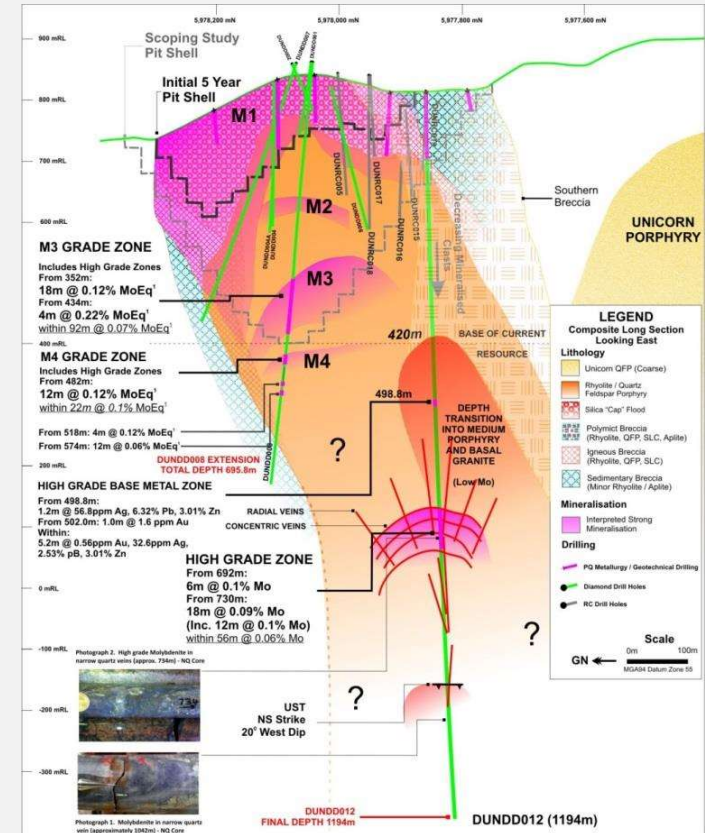 5,978,200 mN
5,978,000 mN
5,977,800 mN
5,977,600 mN
900 mRL
800 mRL
700 mRL
600 mRL
400 mRL
200 mRL
0 mRL
-100 mRL
-200 mRL
-300 mRL
Scoping Study
Pit Shell
Initial 5 Year
Pit Shell
DUNDD002
DUNDD007
DUNDD001
M1
M2
M3
M4
DUNRC005
DUNRC017
DUNRC018
DUNRC016
DUNRC015
Decreasing Mineralised
Clasts
Southern
Breccia
UNICORN
PORPHYRY
M3 GRADE ZONE
Includes High Grade Zones
From 352m:
18m @ 0.12% MoEq¹
From 434m:
4m @ 0.22% MoEq¹
within 92m @ 0.07% MoEq¹
M4 GRADE ZONE
Includes High Grade Zones
From 482m:
12m @ 0.12% MoEq¹
within 22m @ 0.1% MoEq¹
From 518m: 4m @ 0.12% MoEq¹
From 574m: 12m @ 0.06% MoEq¹
DUNDD008 EXTENSION
TOTAL DEPTH 695.8m
DUNDD008
420m
BASE OF CURRENT
RESOURCE
498.8m
HIGH GRADE BASE METAL ZONE
From 498.8m:
1.2m @ 56.8ppm Ag, 6.32% Pb, 3.01% Zn
From 502.0m: 1.0m @ 1.6 ppm Au
Within:
5.2m @ 0.56ppm Au, 32.6ppm Ag,
2.53% pB, 3.01% Zn
DEPTH
TRANSITION
INTO MEDIUM
PORPHYRY
AND BASAL
GRANITE
(Low Mo)
?
RADIAL VEINS
CONCENTRIC VEINS
HIGH GRADE ZONE
From 692m:
6m @ 0.1% Mo
From 730m:
18m @ 0.09% Mo
(Inc. 12m @ 0.1% Mo)
within 56m @ 0.06% Mo
?
?
UST
NS Strike
20° West Dip
Photograph 2. High grade Molybdenite in
narrow quartz veins (approx. 734m) - NQ Core
734
Photograph 1. Molybdenite in narrow quartz
vein (approximately 1042m) - NQ Core
DUNDD012
FINAL DEPTH 1194m
DUNDD012 (1194m)
LEGEND
Composite Long Section
Looking East
Lithology
Unicorn QFP (Coarse)
Rhyolite / Quartz
Feldspar Porphyry
Silica "Cap" Flood
Polymict Breccia
(Rhyolite, QFP, SLC, Aplite)
Igneous Breccia
(Rhyolite, QFP, SLC)
Sedimentary Breccia
(Minor Rhyolite / Aplite)
Mineralisation
Interpreted Strong
Mineralisation
Drilling
PQ Metallurgy / Geotechnical Drilling
Diamond Drill Holes
RC Drill Holes
Scale
0m 100m
GN
MGA94 Datum Zone 55